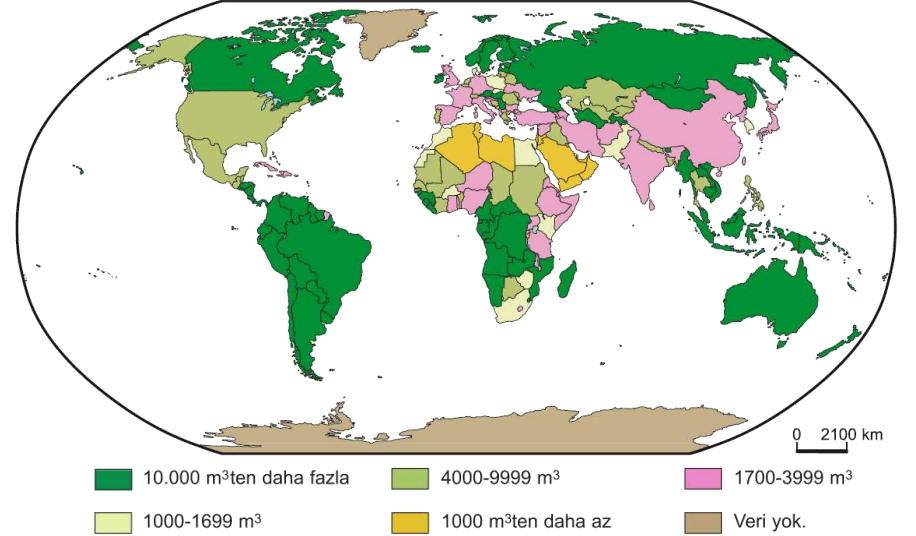 0 2100 km
10.000 m³ten daha fazla
4000-9999 m³
1700-3999 m³
1000-1699 m³
1000 m³ten daha az
Veri yok.